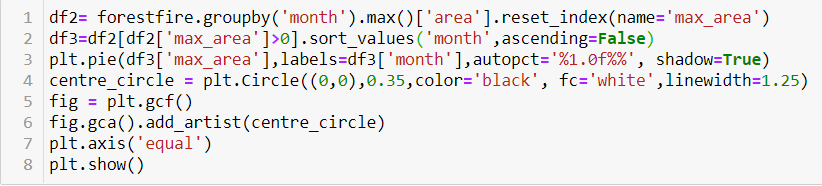 1 df2= forestfire.groupby('month').max()['area'].reset_index(name='max_area')
2 df3=df2[df2['max_area']>0].sort_values('month',ascending=False)
3 plt.pie(df3['max_area'],labels=df3['month'],autopct='%1.0f%%', shadow=True)
4 centre_circle = plt.Circle((0,0),0.35,color='black', fc='white',linewidth=1.25)
5 fig = plt.gcf()
6 fig.gca().add_artist(centre_circle)
7 plt.axis('equal')
8 plt.show()